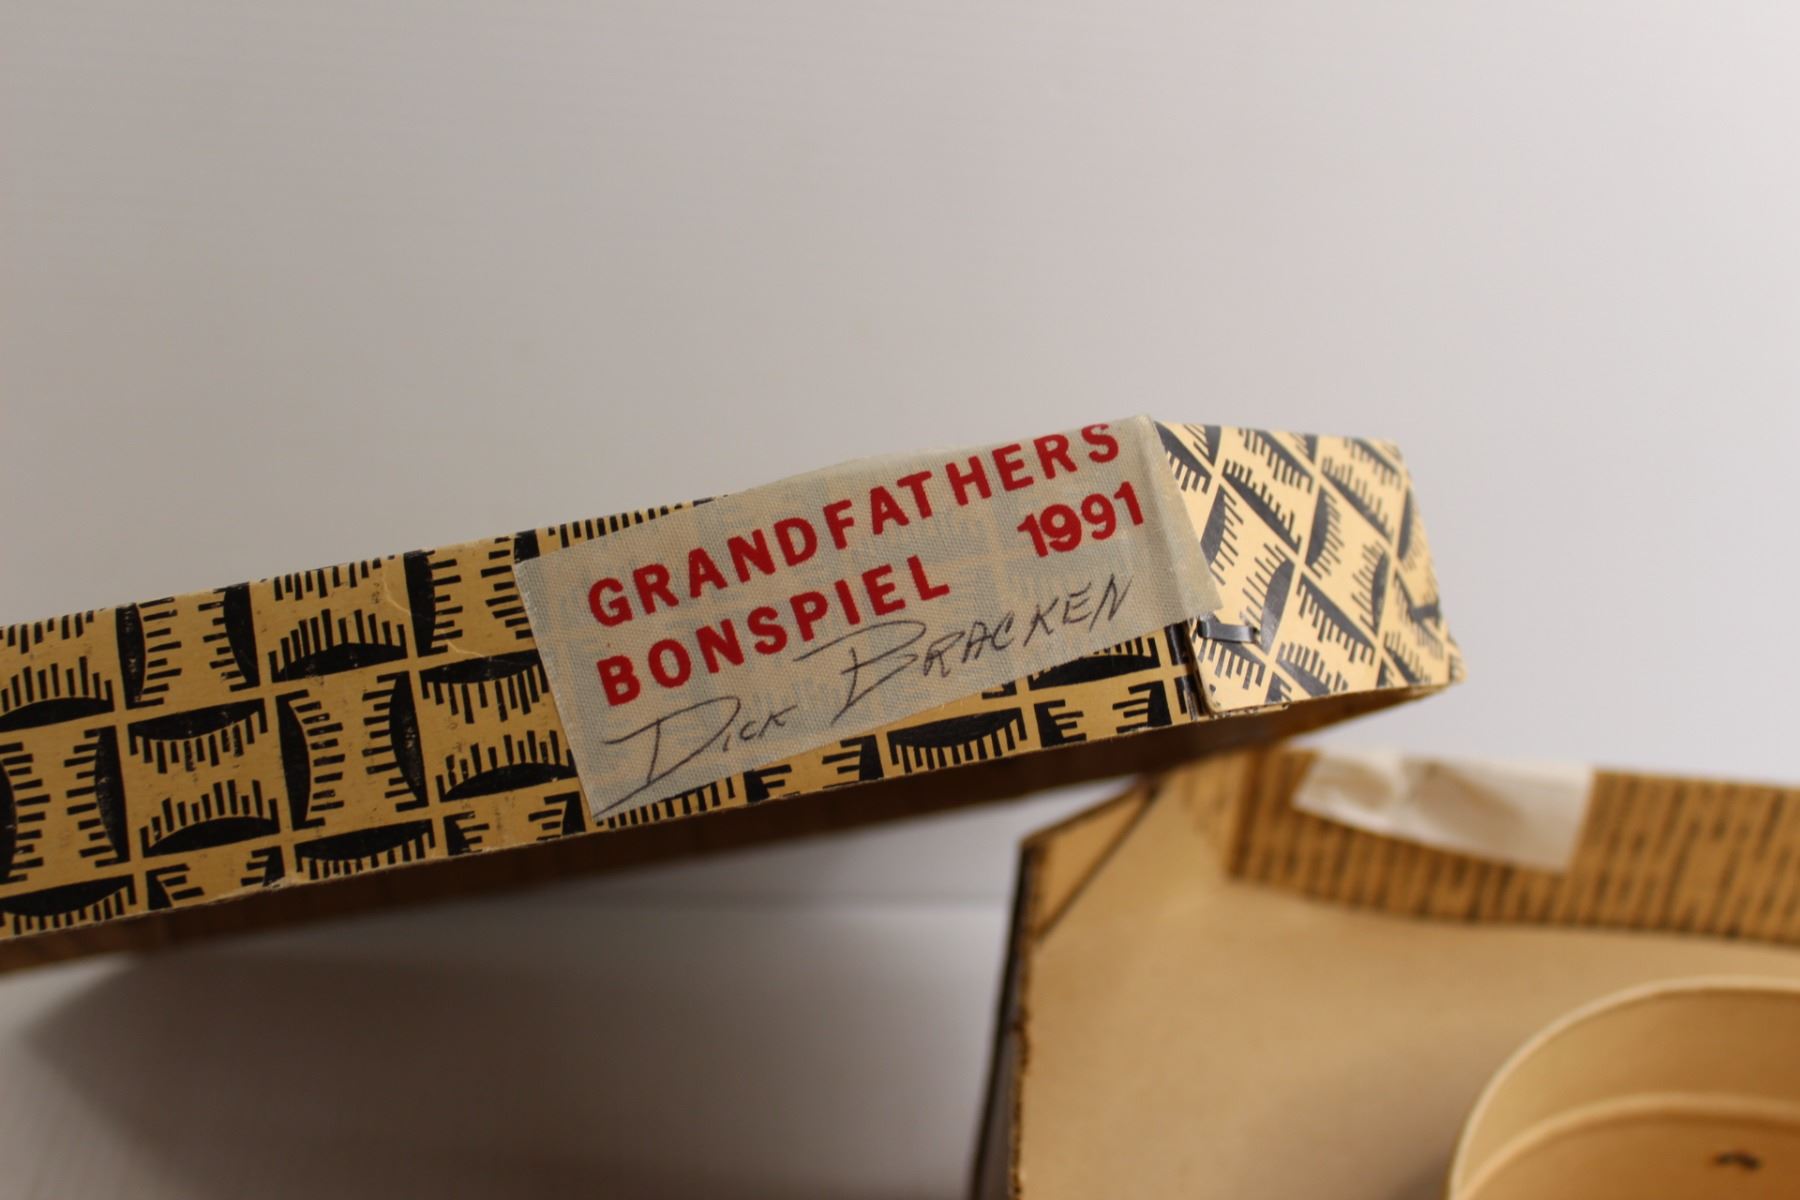 GRANDFATHERS
BONSPIEL 1991
Dick BRACKEN